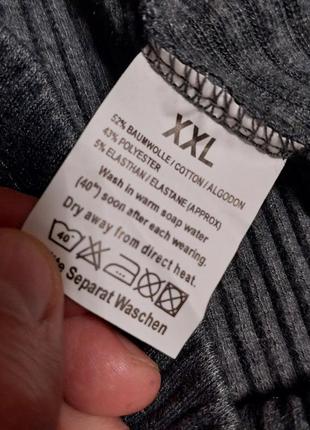 XXL
52% BAUMWOLLE / COTTON / ALGODON
43% POLYESTER
5% ELASTHAN / ELASTANE (APPROX)
Wash in warm soap water
(40°) soon after each wearing.
Dry away from direct heat.
40°
Separat Waschen